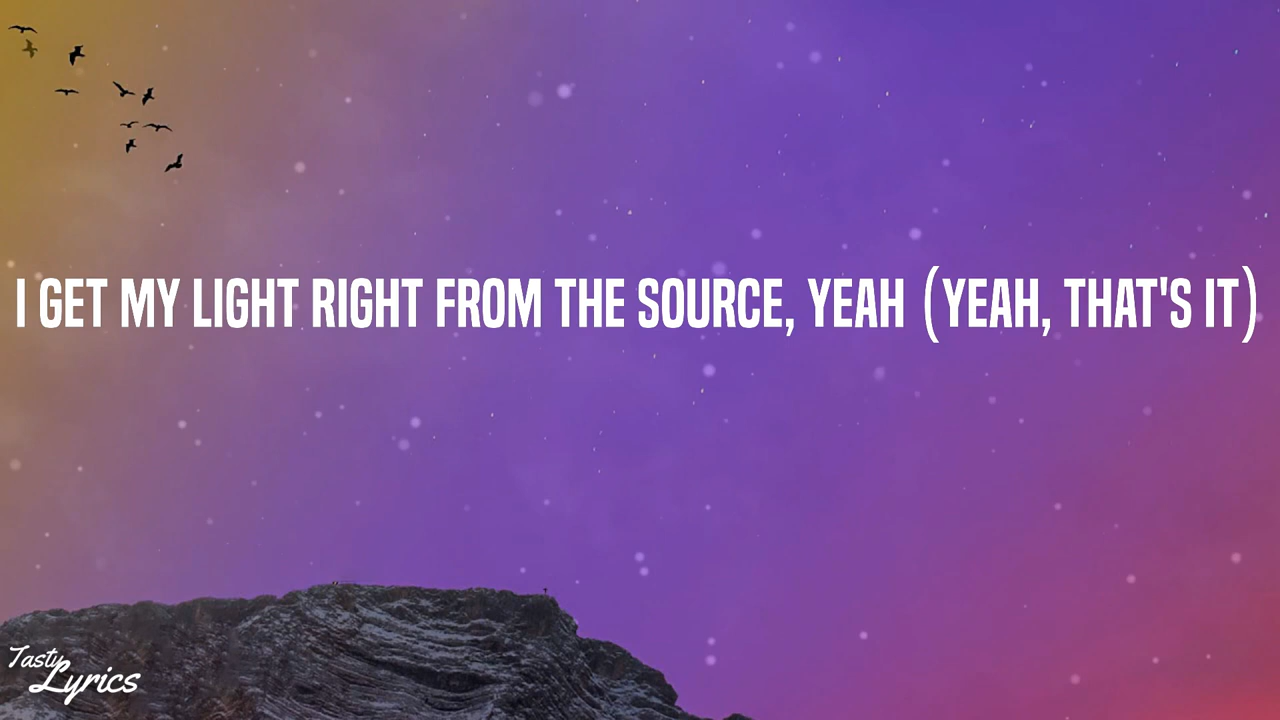 I GET MY LIGHT RIGHT FROM THE SOURCE, YEAH (YEAH, THAT'S IT)
Tasty
Lyrics